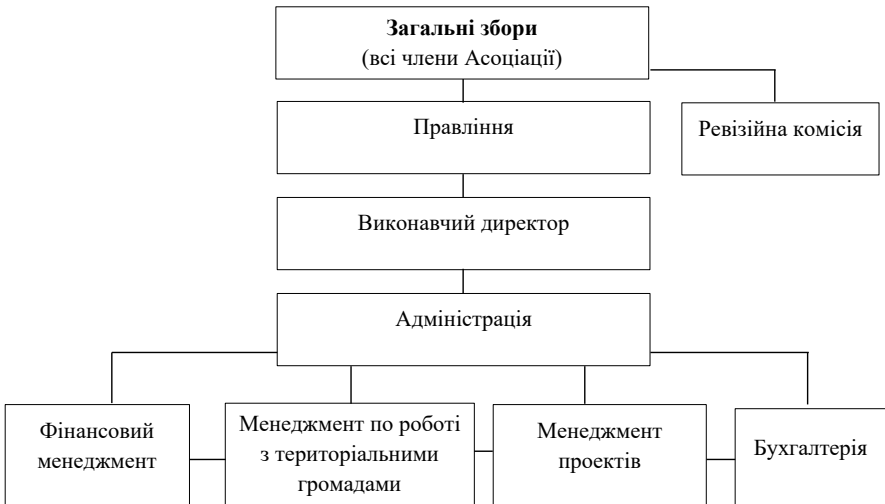 Загальні збори
(всі члени Асоціації)
Правління
Ревізійна комісія
Виконавчий директор
Адміністрація
Фінансовий
менеджмент
Менеджмент по роботі
з територіальними
громадами
Менеджмент
проектів
Бухгалтерія